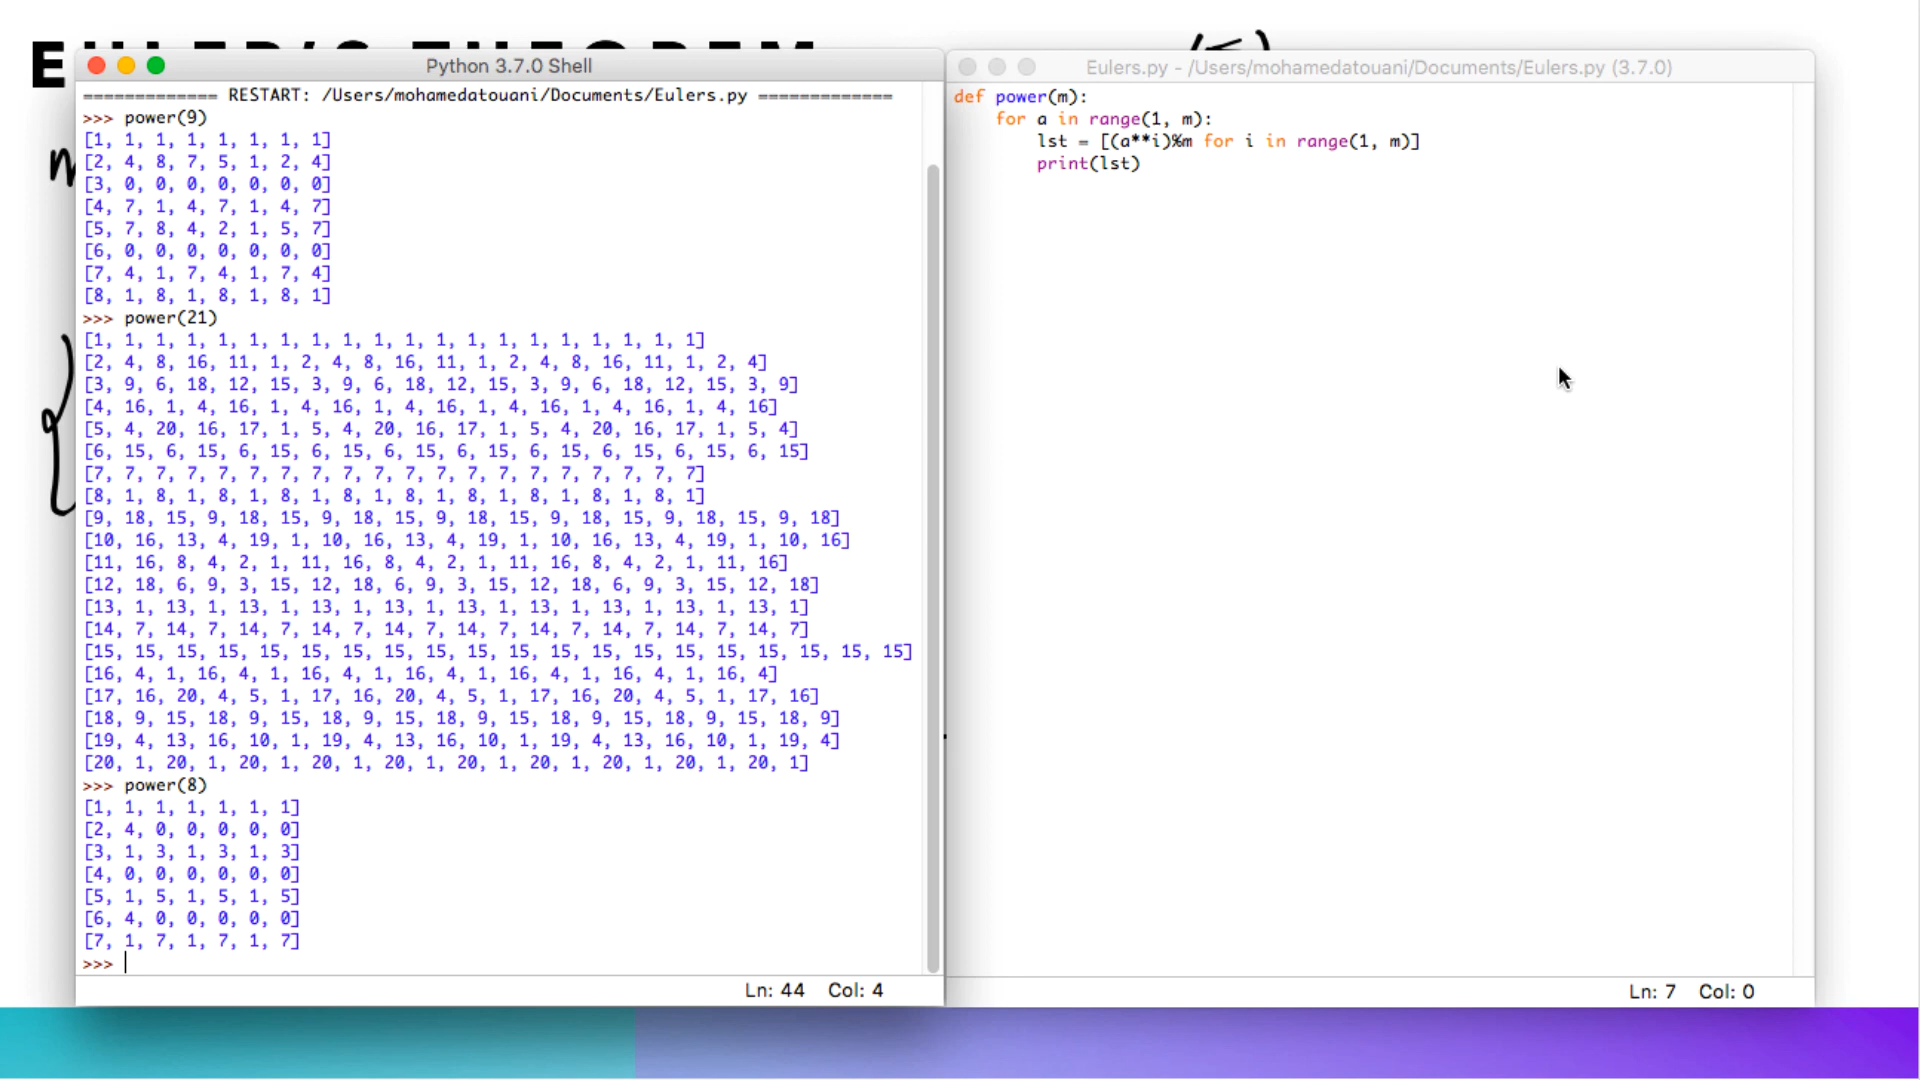 EULER'S THEOREM
Python 3.7.0 Shell
============= RESTART: /Users/mohamedatouani/Documents/Eulers.py =============
>>> power(9)
[1, 1, 1, 1, 1, 1, 1, 1]
[2, 4, 8, 7, 5, 1, 2, 4]
[3, 0, 0, 0, 0, 0, 0, 0]
[4, 7, 1, 4, 7, 1, 4, 7]
[5, 7, 8, 4, 2, 1, 5, 7]
[6, 0, 0, 0, 0, 0, 0, 0]
[7, 4, 1, 7, 4, 1, 7, 4]
[8, 1, 8, 1, 8, 1, 8, 1]
>>> power(21)
[1, 1, 1, 1, 1, 1, 1, 1, 1, 1, 1, 1, 1, 1, 1, 1, 1, 1, 1, 1]
[2, 4, 8, 16, 11, 1, 2, 4, 8, 16, 11, 1, 2, 4, 8, 16, 11, 1, 2, 4]
[3, 9, 6, 18, 12, 15, 3, 9, 6, 18, 12, 15, 3, 9, 6, 18, 12, 15, 3, 9]
[4, 16, 1, 4, 16, 1, 4, 16, 1, 4, 16, 1, 4, 16, 1, 4, 16, 1, 4, 16]
[5, 4, 20, 16, 17, 1, 5, 4, 20, 16, 17, 1, 5, 4, 20, 16, 17, 1, 5, 4]
[6, 15, 6, 15, 6, 15, 6, 15, 6, 15, 6, 15, 6, 15, 6, 15, 6, 15, 6, 15]
[7, 7, 7, 7, 7, 7, 7, 7, 7, 7, 7, 7, 7, 7, 7, 7, 7, 7, 7, 7]
[8, 1, 8, 1, 8, 1, 8, 1, 8, 1, 8, 1, 8, 1, 8, 1, 8, 1, 8, 1]
[9, 18, 15, 9, 18, 15, 9, 18, 15, 9, 18, 15, 9, 18, 15, 9, 18, 15, 9, 18]
[10, 16, 13, 4, 19, 1, 10, 16, 13, 4, 19, 1, 10, 16, 13, 4, 19, 1, 10, 16]
[11, 16, 8, 4, 2, 1, 11, 16, 8, 4, 2, 1, 11, 16, 8, 4, 2, 1, 11, 16]
[12, 18, 6, 9, 3, 15, 12, 18, 6, 9, 3, 15, 12, 18, 6, 9, 3, 15, 12, 18]
[13, 1, 13, 1, 13, 1, 13, 1, 13, 1, 13, 1, 13, 1, 13, 1, 13, 1, 13, 1]
[14, 7, 14, 7, 14, 7, 14, 7, 14, 7, 14, 7, 14, 7, 14, 7, 14, 7, 14, 7]
[15, 15, 15, 15, 15, 15, 15, 15, 15, 15, 15, 15, 15, 15, 15, 15, 15, 15, 15, 15]
[16, 4, 1, 16, 4, 1, 16, 4, 1, 16, 4, 1, 16, 4, 1, 16, 4, 1, 16, 4]
[17, 16, 20, 4, 5, 1, 17, 16, 20, 4, 5, 1, 17, 16, 20, 4, 5, 1, 17, 16]
[18, 9, 15, 18, 9, 15, 18, 9, 15, 18, 9, 15, 18, 9, 15, 18, 9, 15, 18, 9]
[19, 4, 13, 16, 10, 1, 19, 4, 13, 16, 10, 1, 19, 4, 13, 16, 10, 1, 19, 4]
[20, 1, 20, 1, 20, 1, 20, 1, 20, 1, 20, 1, 20, 1, 20, 1, 20, 1, 20, 1]
>>> power(8)
[1, 1, 1, 1, 1, 1, 1]
[2, 4, 0, 0, 0, 0, 0]
[3, 1, 3, 1, 3, 1, 3]
[4, 0, 0, 0, 0, 0, 0]
[5, 1, 5, 1, 5, 1, 5]
[6, 4, 0, 0, 0, 0, 0]
[7, 1, 7, 1, 7, 1, 7]
>>>
Ln: 44 Col: 4
Eulers.py - /Users/mohamedatouani/Documents/Eulers.py (3.7.0)
def power(m):
    for a in range(1, m):
        lst = [(a**i)%m for i in range(1, m)]
        print(lst)
Ln: 7 Col: 0